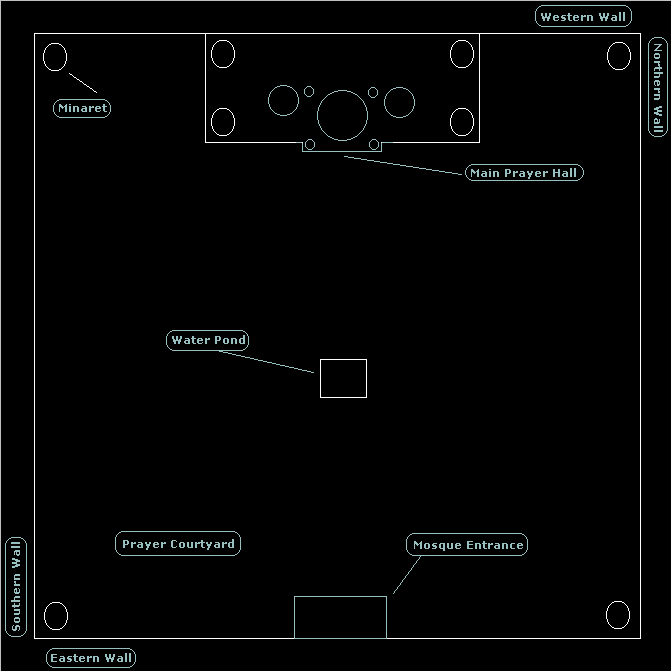 Western Wall
Northern Wall
Minaret
Main Prayer Hall
Water Pond
Prayer Courtyard
Mosque Entrance
Southern Wall
Eastern Wall